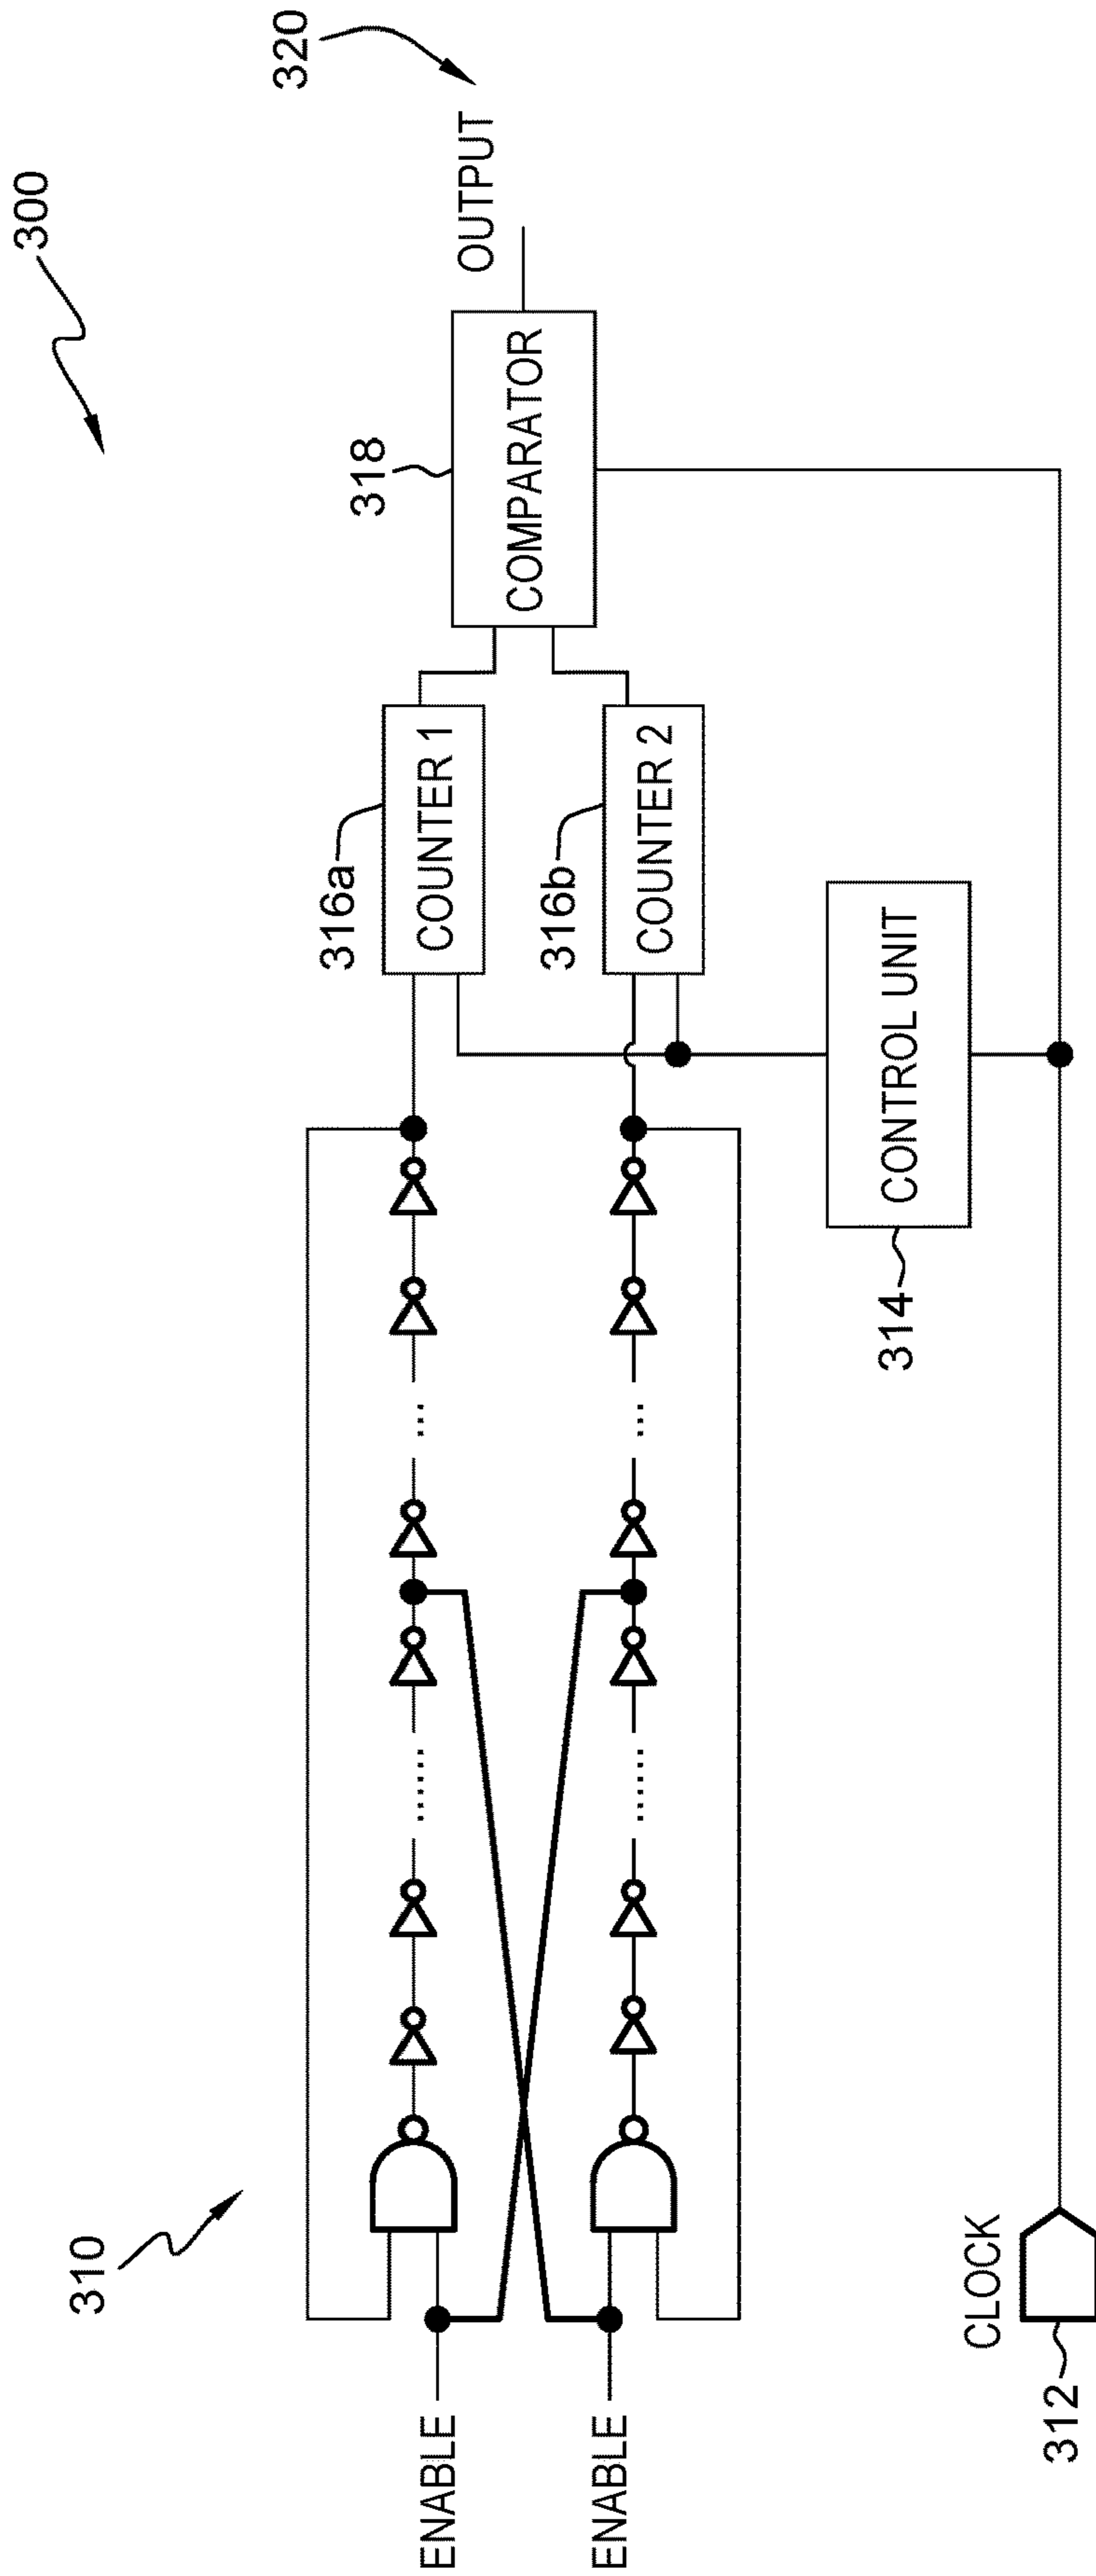 300
310
320
ENABLE
ENABLE
316a
COUNTER 1
316b
COUNTER 2
318
COMPARATOR
OUTPUT
314
CONTROL UNIT
CLOCK
312
...
......
...
......